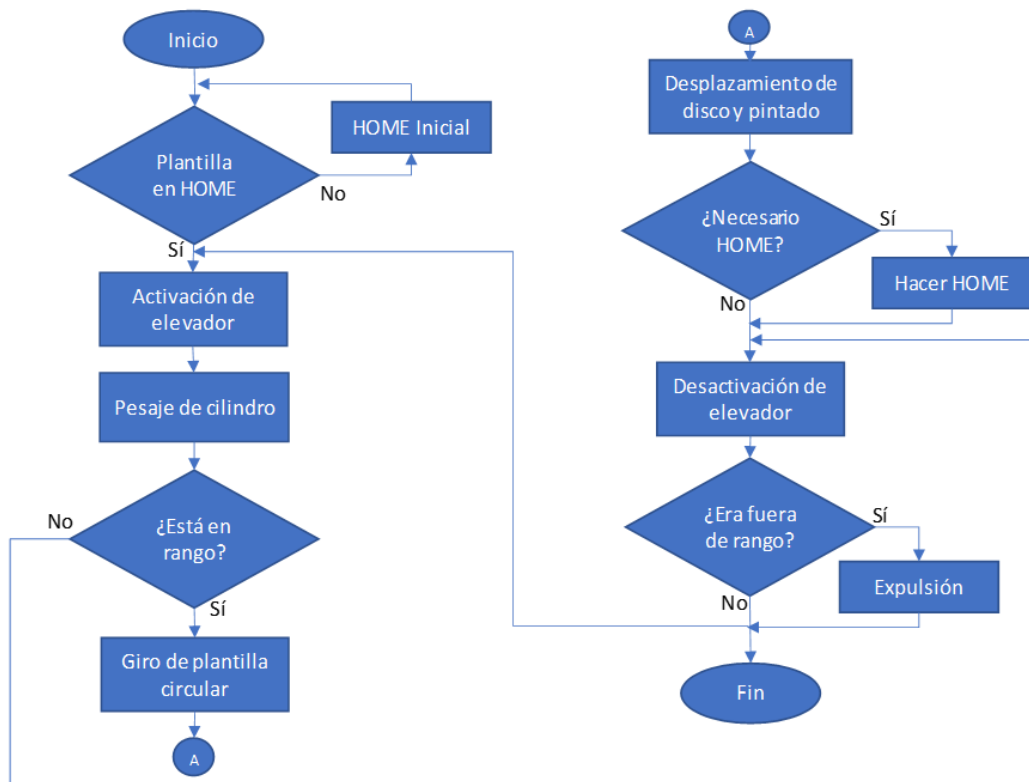 Inicio
HOME Inicial
Plantilla
en HOME
No
Sí
Activación de
elevador
Pesaje de cilindro
No
¿Está en
rango?
Sí
Giro de plantilla
circular
A
A
Desplazamiento de
disco y pintado
¿Necesario
HOME?
Sí
Hacer HOME
No
Desactivación de
elevador
¿Era fuera
de rango?
Sí
Expulsión
No
Fin